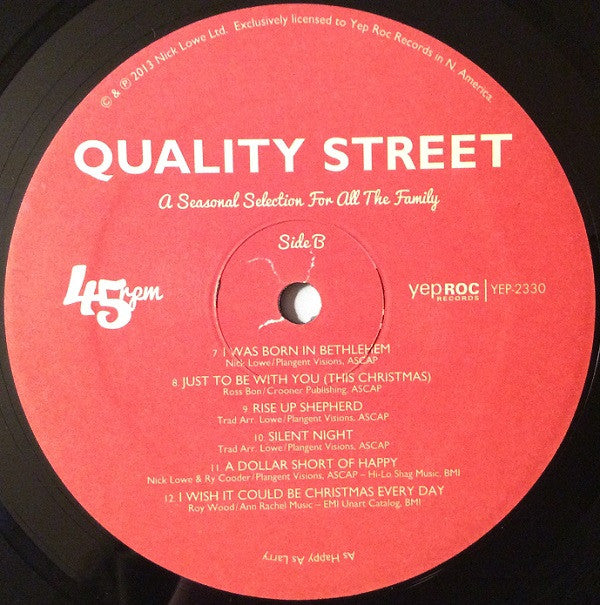 © & ℗ 2013 Nick Lowe Ltd. Exclusively licensed to Yep Roc Records in N. America.
QUALITY STREET
A Seasonal Selection For All The Family
Side B
45rpm
yepROC RECORDS | YEP-2330
7. I WAS BORN IN BETHLEHEM
Nick Lowe/Plangent Visions, ASCAP
8. JUST TO BE WITH YOU (THIS CHRISTMAS)
Ross Bon/Crooner Publishing, ASCAP
9. RISE UP SHEPHERD
Trad Arr. Lowe/Plangent Visions, ASCAP
10. SILENT NIGHT
Trad Arr. Lowe/Plangent Visions, ASCAP
11. A DOLLAR SHORT OF HAPPY
Nick Lowe & Ry Cooder/Plangent Visions, ASCAP – Hi-Lo Shag Music, BMI
12. I WISH IT COULD BE CHRISTMAS EVERY DAY
Roy Wood/Ann Rachel Music – EMI Unart Catalog, BMI
As Happy As Larry